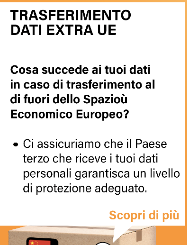 TRASFERIMENTO
DATI EXTRA UE
Cosa succede ai tuoi dati
in caso di trasferimento al
di fuori dello Spazioù
Economico Europeo?
• Ci assicuriamo che il Paese
terzo che riceve i tuoi dati
personali garantisca un livello
di protezione adeguato.
Scopri di più